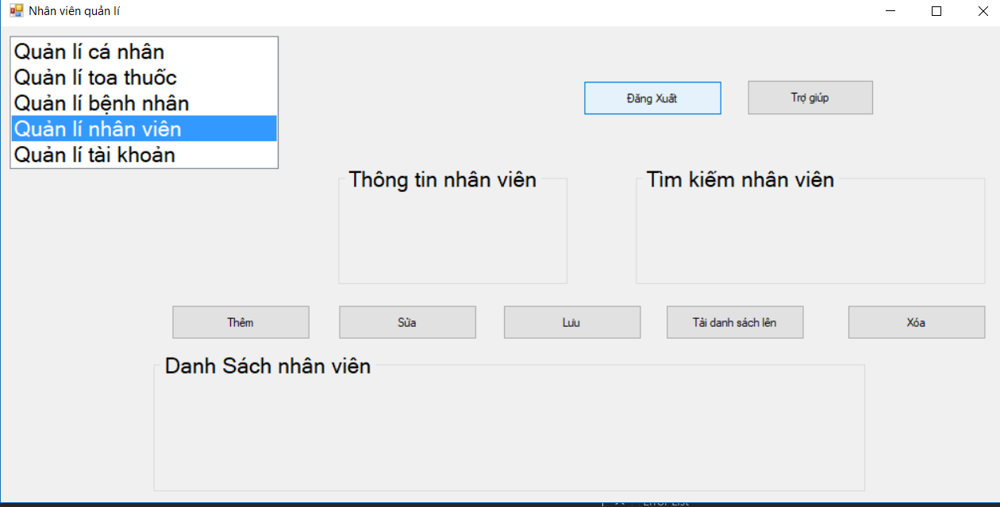 Nhân viên quản lí
Quản lí cá nhân
Quản lí toa thuốc
Quản lí bệnh nhân
Quản lí nhân viên
Quản lí tài khoản
Đăng Xuất
Trợ giúp
Thông tin nhân viên
Tìm kiếm nhân viên
Thêm
Sửa
Lưu
Tải danh sách lên
Xóa
Danh Sách nhân viên
Error List